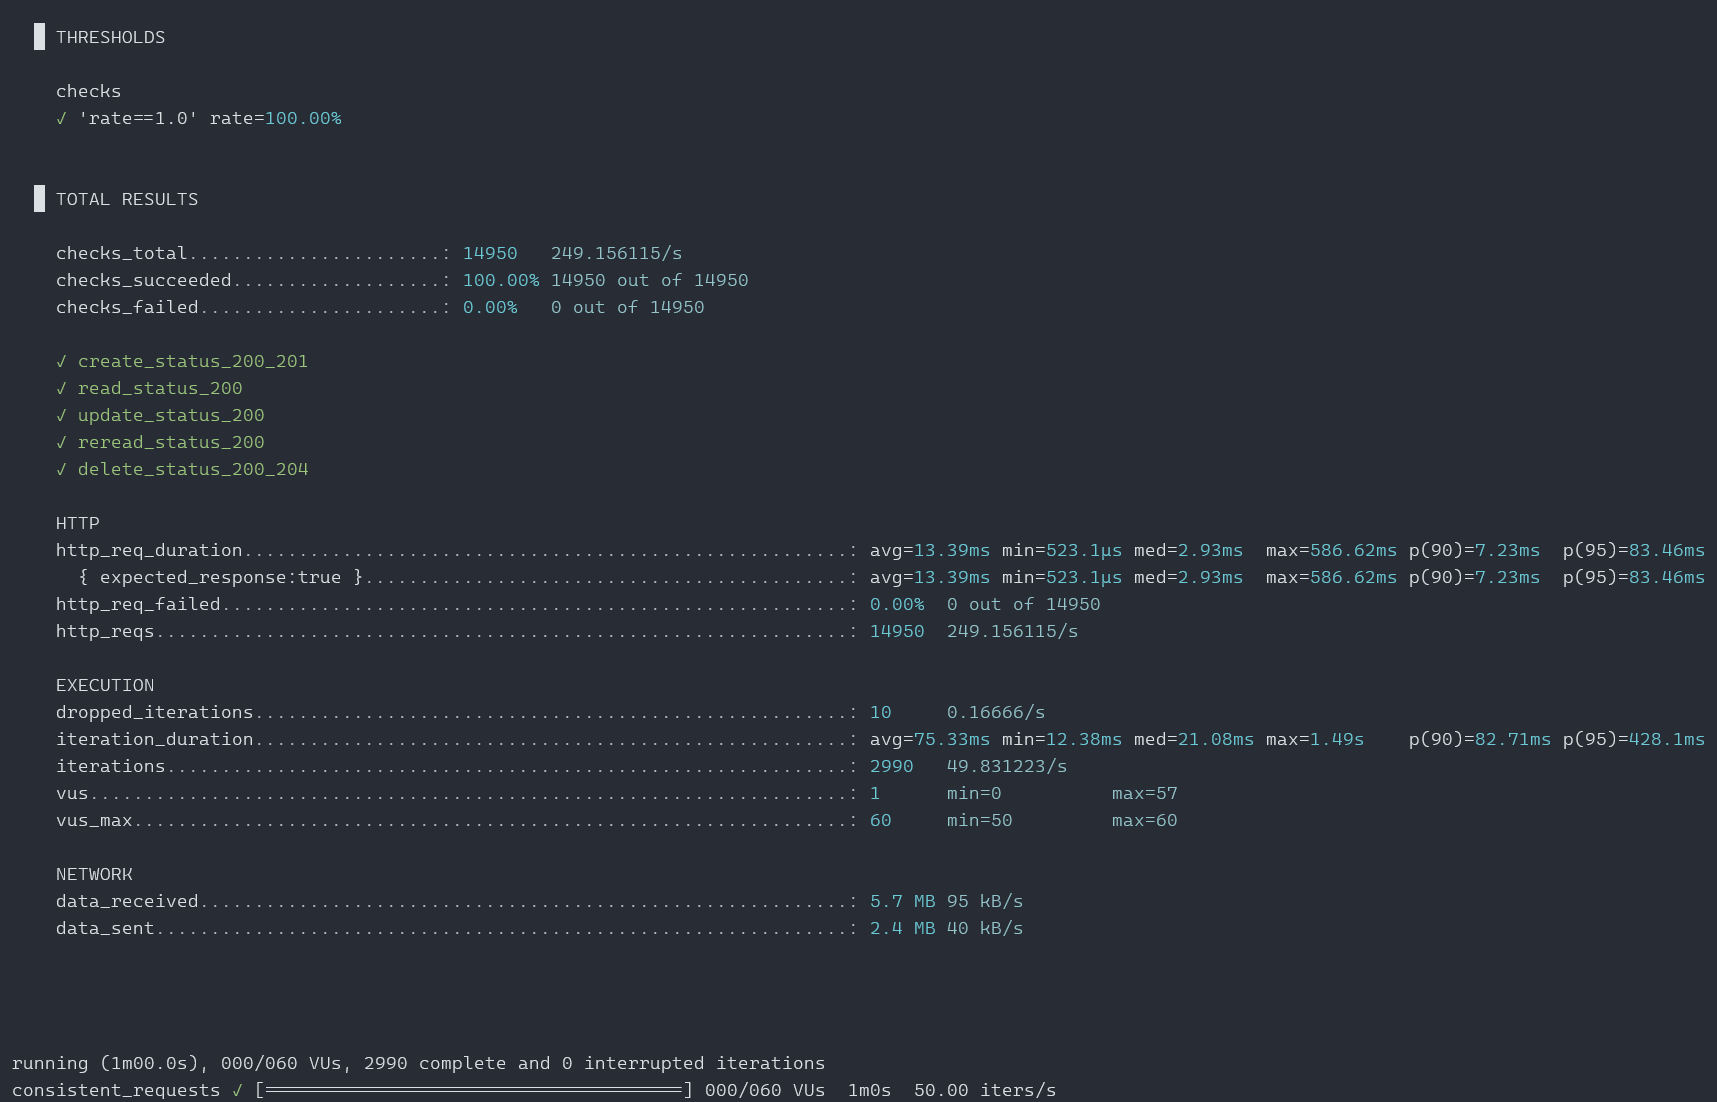 █ THRESHOLDS
checks
✓ 'rate==1.0' rate=100.00%
█ TOTAL RESULTS
checks_total.......................: 14950   249.156115/s
checks_succeeded...................: 100.00% 14950 out of 14950
checks_failed......................: 0.00%   0 out of 14950
✓ create_status_200_201
✓ read_status_200
✓ update_status_200
✓ reread_status_200
✓ delete_status_200_204
HTTP
http_req_duration.......................................................: avg=13.39ms min=523.1µs med=2.93ms  max=586.62ms p(90)=7.23ms  p(95)=83.46ms
{ expected_response:true }............................................: avg=13.39ms min=523.1µs med=2.93ms  max=586.62ms p(90)=7.23ms  p(95)=83.46ms
http_req_failed.........................................................: 0.00%  0 out of 14950
http_reqs...............................................................: 14950  249.156115/s
EXECUTION
dropped_iterations......................................................: 10     0.16666/s
iteration_duration......................................................: avg=75.33ms min=12.38ms med=21.08ms max=1.49s    p(90)=82.71ms p(95)=428.1ms
iterations..............................................................: 2990   49.831223/s
vus.....................................................................: 1      min=0          max=57
vus_max.................................................................: 60     min=50         max=60
NETWORK
data_received...........................................................: 5.7 MB 95 kB/s
data_sent...............................................................: 2.4 MB 40 kB/s
running (1m00.0s), 000/060 VUs, 2990 complete and 0 interrupted iterations
consistent_requests ✓ [======================================] 000/060 VUs  1m0s  50.00 iters/s